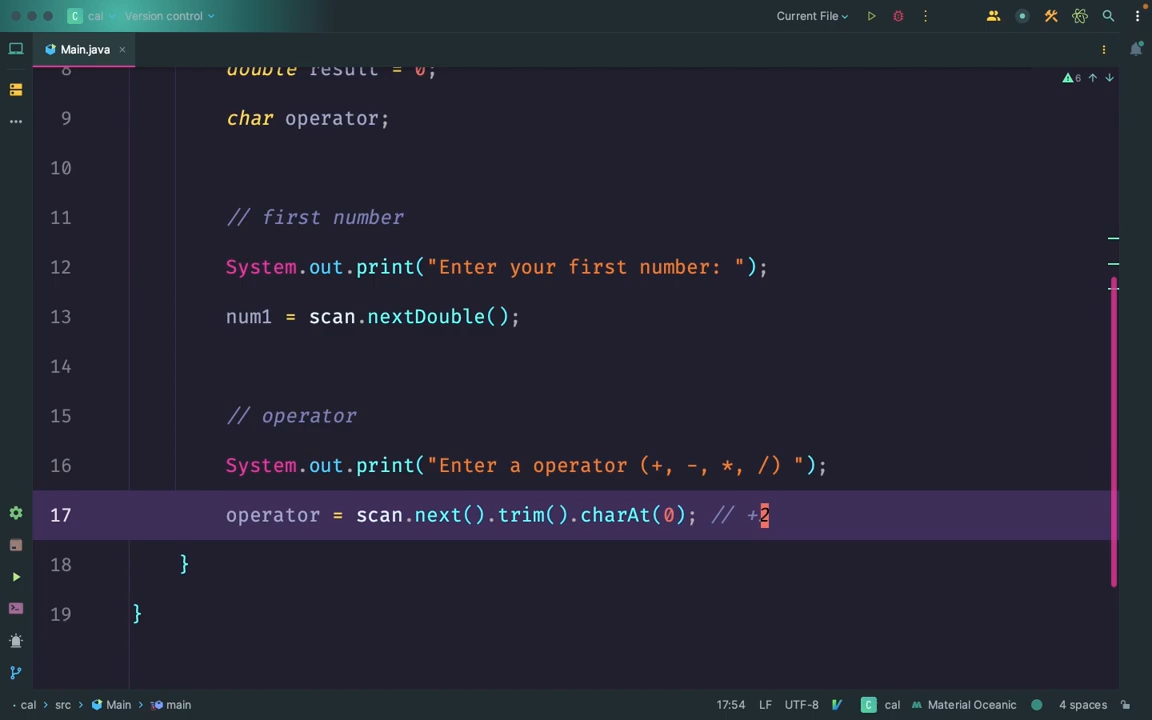 C cal Version control Current File
Main.java ×
8 double result = 0;
6
9 char operator;
10
11 // first number
12 System.out.print("Enter your first number: ");
13 num1 = scan.nextDouble();
14
15 // operator
16 System.out.print("Enter a operator (+, -, *, /) ");
17 operator = scan.next().trim().charAt(0); // +2
18 }
19 }
cal > src > Main > main 17:54 LF UTF-8 C cal Material Oceanic 4 spaces